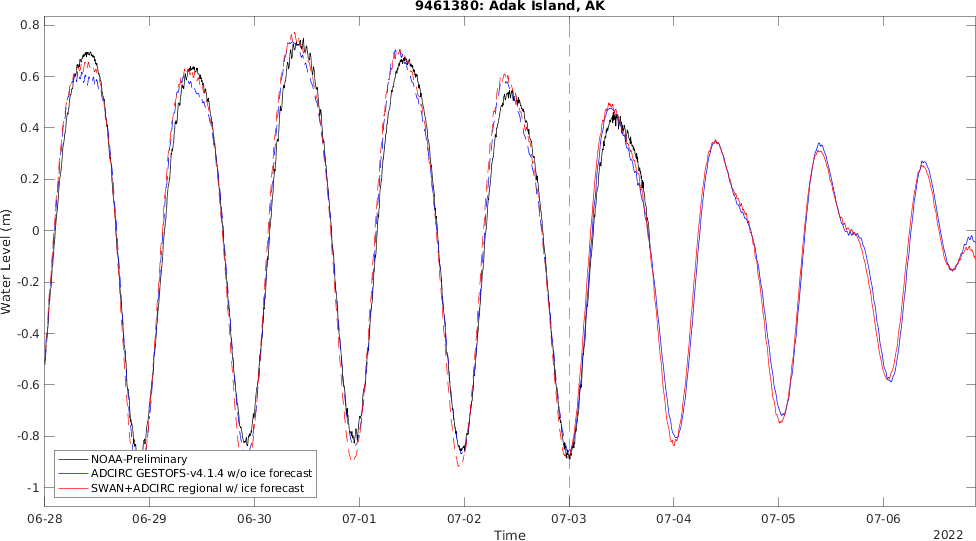 9461380: Adak Island, AK
Water Level (m)
0.8
0.6
0.4
0.2
0
-0.2
-0.4
-0.6
-0.8
-1
NOAA-Preliminary
ADCIRC GESTOFS-v4.1.4 w/o ice forecast
SWAN+ADCIRC regional w/ ice forecast
06-28 06-29 06-30 07-01 07-02 07-03 07-04 07-05 07-06
Time
2022